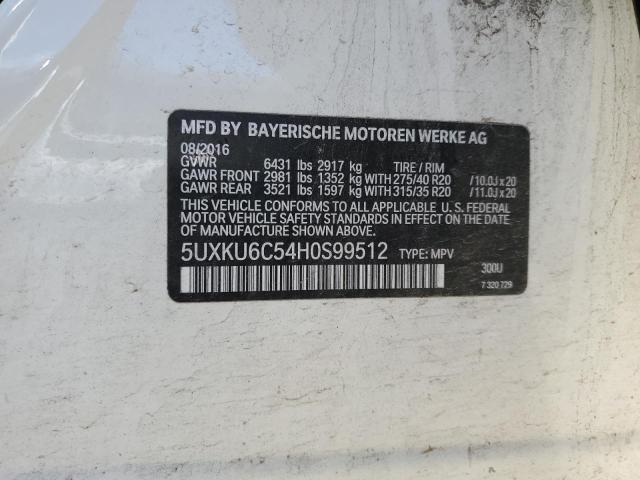 MFD BY BAYERISCHE MOTOREN WERKE AG
08/2016
GVWR 6431 lbs 2917 kg TIRE / RIM
GAWR FRONT 2981 lbs 1352 kg WITH 275/40 R20 /10.0J x 20
GAWR REAR 3521 lbs 1597 kg WITH 315/35 R20 /11.0J x 20
THIS VEHICLE CONFORMS TO ALL APPLICABLE U.S. FEDERAL
MOTOR VEHICLE SAFETY STANDARDS IN EFFECT ON THE DATE
OF MANUFACTURE SHOWN ABOVE.
5UXKU6C54H0S99512 TYPE: MPV
300U
7 320 729